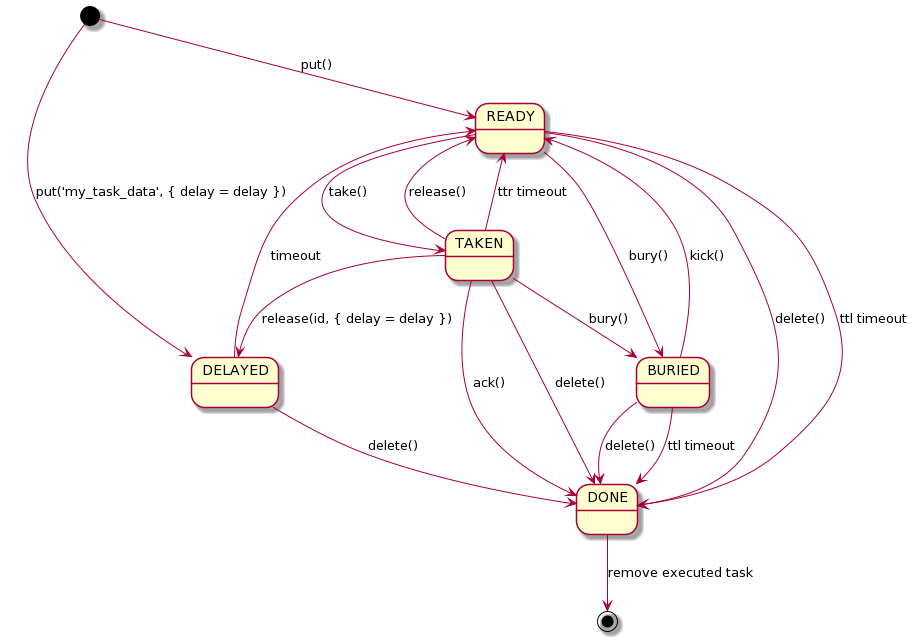 put()
READY
put('my_task_data', { delay = delay })
take()
release()
ttr timeout
TAKEN
timeout
bury()
kick()
release(id, { delay = delay })
bury()
delete()
ttl timeout
DELAYED
BURIED
ack()
delete()
delete()
delete()
ttl timeout
DONE
remove executed task